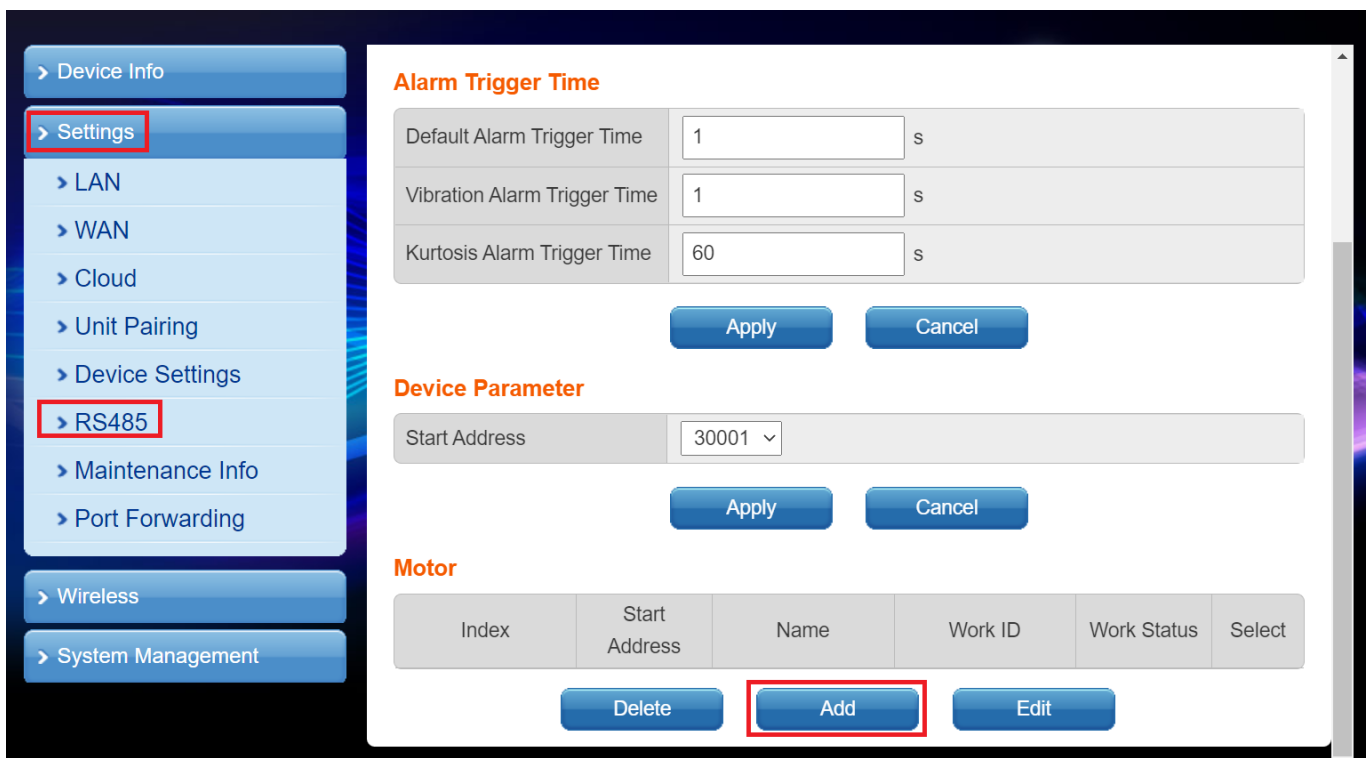 Device Info
Settings
LAN
WAN
Cloud
Unit Pairing
Device Settings
RS485
Maintenance Info
Port Forwarding
Wireless
System Management
Alarm Trigger Time
Default Alarm Trigger Time 1 s
Vibration Alarm Trigger Time 1 s
Kurtosis Alarm Trigger Time 60 s
Apply Cancel
Device Parameter
Start Address 30001
Apply Cancel
Motor
Index Start Address Name Work ID Work Status Select
Delete Add Edit